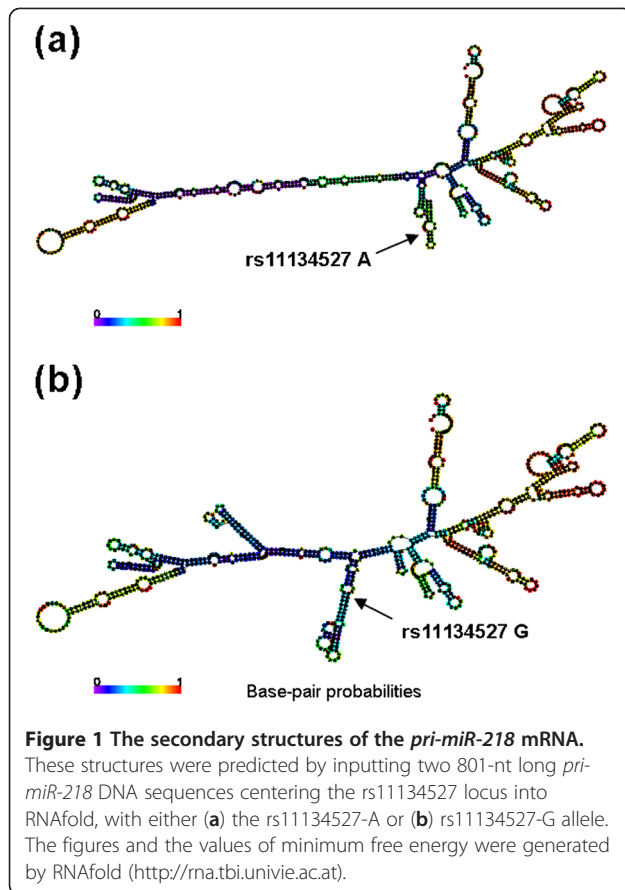 (a)
rs11134527 A
0 1
(b)
rs11134527 G
0 1
Base-pair probabilities
Figure 1 The secondary structures of the pri-miR-218 mRNA.
These structures were predicted by inputting two 801-nt long pri-
miR-218 DNA sequences centering the rs11134527 locus into
RNAfold, with either (a) the rs11134527-A or (b) rs11134527-G allele.
The figures and the values of minimum free energy were generated
by RNAfold (http://rna.tbi.univie.ac.at).